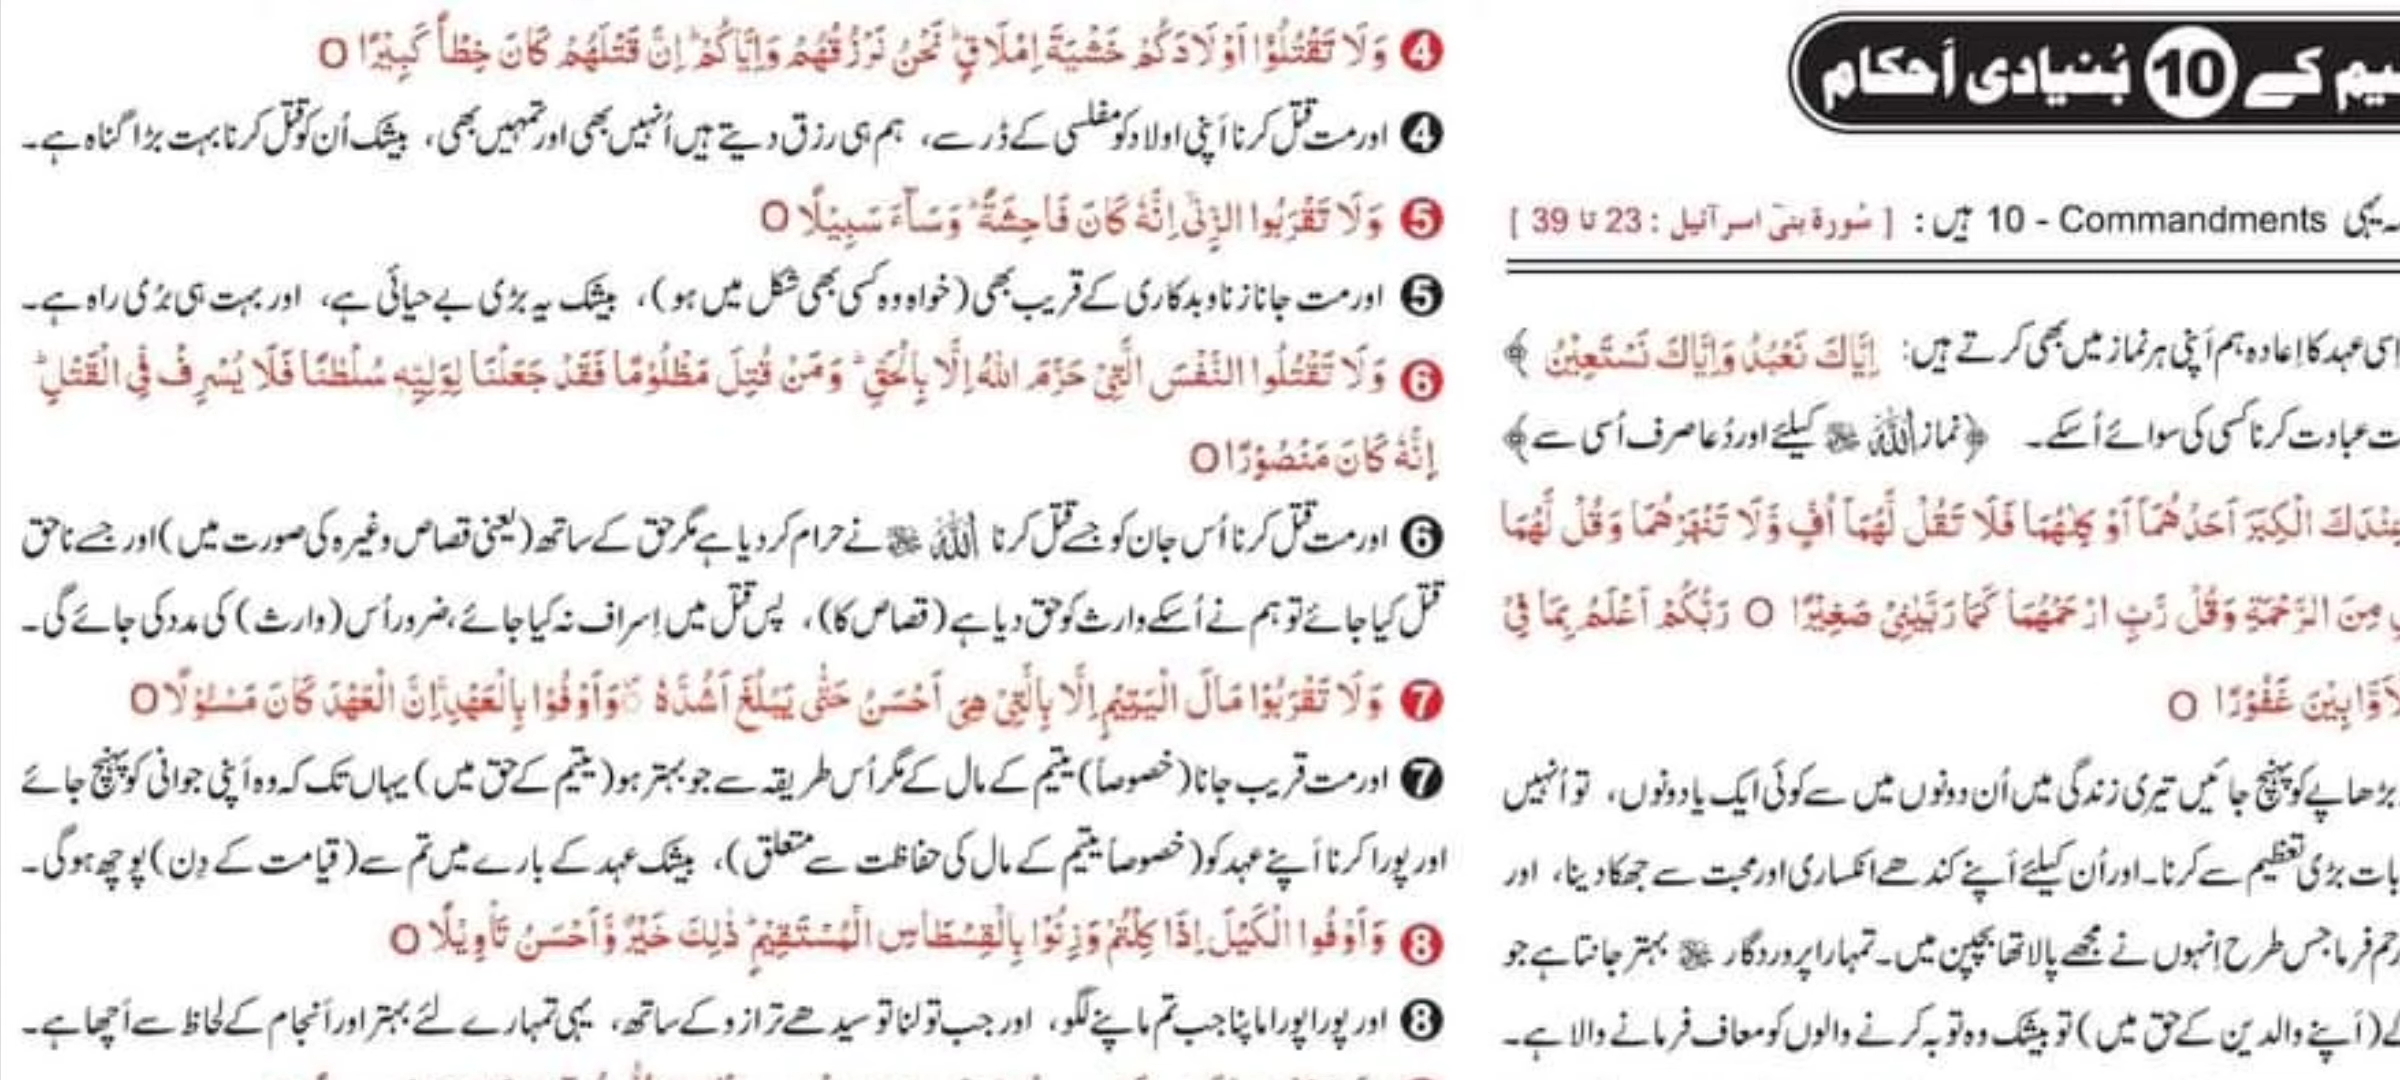 یم کے 10 بُنیادی اَحکام
۔ یہی 10 - Commandments ہیں : [ سُورۃ بنیٓ اسرآئیل : 23 تا 39 ]
اسی عہد کا اِعادہ ہم اَپنی ہر نماز میں بھی کرتے ہیں: إِيَّاكَ نَعْبُدُ وَإِيَّاكَ نَسْتَعِيْنُ ﴾
ت عبادت کرنا کسی کی سوائے اُسکے۔ ﴿نماز اللہ ﷻ کیلئے اور دُعا صرف اُسی سے﴾
عِنْدَكَ الْكِبَرَ اَحَدُهُمَآ اَوْ كِلٰهُمَا فَلَا تَقُلْ لَّهُمَآ اُفٍّ وَّلَا تَنْهَرْهُمَا وَقُلْ لَّهُمَا
مِنَ الرَّحْمَةِ وَقُلْ رَّبِّ ارْحَمْهُمَا كَمَا رَبَّيٰنِيْ صَغِيْرًا O رَبُّكُمْ اَعْلَمُ بِمَا فِيْ
لْاَوَّابِيْنَ غَفُوْرًا O
بڑھاپے کو پہنچ جائیں تیری زندگی میں اُن دونوں میں سے کوئی ایک یا دونوں، تو اُنہیں
بات بڑی تعظیم سے کرنا۔ اور اُن کیلئے اَپنے کندھے انکساری اور محبت سے جھکا دینا، اور
رحم فرما جس طرح اِنہوں نے مجھے پالا تھا بچپن میں۔ تمہارا پروردگار ﷻ بہتر جانتا ہے جو
گے (اَپنے والدین کے حق میں) تو بیشک وہ توبہ کرنے والوں کو معاف فرمانے والا ہے۔
4 وَلَا تَقْتُلُوْٓا اَوْلَادَكُمْ خَشْيَةَ اِمْلَاقٍ ؕ نَحْنُ نَرْزُقُهُمْ وَاِيَّاكُمْ ؕ اِنَّ قَتْلَهُمْ كَانَ خِطْأً كَبِيْرًا O
4 اور مت قتل کرنا اَپنی اولاد کو مفلسی کے ڈر سے، ہم ہی رزق دیتے ہیں اُنہیں بھی اور تمہیں بھی، بیشک اُن کو قتل کرنا بہت بڑا گناہ ہے۔
5 وَلَا تَقْرَبُوا الزِّنٰٓى اِنَّهٗ كَانَ فَاحِشَةً ؕ وَسَآءَ سَبِيْلًا O
5 اور مت جانا زنا و بدکاری کے قریب بھی (خواہ وہ کسی بھی شکل میں ہو)، بیشک یہ بڑی بے حیائی ہے، اور بہت ہی بُری راہ ہے۔
6 وَلَا تَقْتُلُوا النَّفْسَ الَّتِيْ حَرَّمَ اللّٰهُ اِلَّا بِالْحَقِّ ؕ وَمَنْ قُتِلَ مَظْلُوْمًا فَقَدْ جَعَلْنَا لِوَلِيِّهٖ سُلْطٰنًا فَلَا يُسْرِفْ فِّي الْقَتْلِ ؕ
اِنَّهٗ كَانَ مَنْصُوْرًا O
6 اور مت قتل کرنا اُس جان کو جسے قتل کرنا اللہ ﷻ نے حرام کر دیا ہے مگر حق کے ساتھ (یعنی قصاص وغیرہ کی صورت میں) اور جسے ناحق
قتل کیا جائے تو ہم نے اُسکے وارث کو حق دیا ہے (قصاص کا)، پس قتل میں اِسراف نہ کیا جائے، ضرور اُس (وارث) کی مدد کی جائے گی۔
7 وَلَا تَقْرَبُوْا مَالَ الْيَتِيْمِ اِلَّا بِالَّتِيْ هِيَ اَحْسَنُ حَتّٰى يَبْلُغَ اَشُدَّهٗ ۠ وَاَوْفُوْا بِالْعَهْدِ ۚ اِنَّ الْعَهْدَ كَانَ مَسْـُٔوْلًا O
7 اور مت قریب جانا (خصوصاً) یتیم کے مال کے مگر اُس طریقہ سے جو بہتر ہو (یتیم کے حق میں) یہاں تک کہ وہ اَپنی جوانی کو پہنچ جائے
اور پورا کرنا اَپنے عہد کو (خصوصاً یتیم کے مال کی حفاظت سے متعلق)، بیشک عہد کے بارے میں تم سے (قیامت کے دِن) پوچھ ہوگی۔
8 وَاَوْفُوا الْكَيْلَ اِذَا كِلْتُمْ وَزِنُوْا بِالْقِسْطَاسِ الْمُسْتَقِيْمِ ؕ ذٰلِكَ خَيْرٌ وَّاَحْسَنُ تَأْوِيْلًا O
8 اور پورا پورا ماپنا جب تم ماپنے لگو، اور جب تولنا تو سیدھے ترازو کے ساتھ، یہی تمہارے لئے بہتر اور اَنجام کے لحاظ سے اَچھا ہے۔